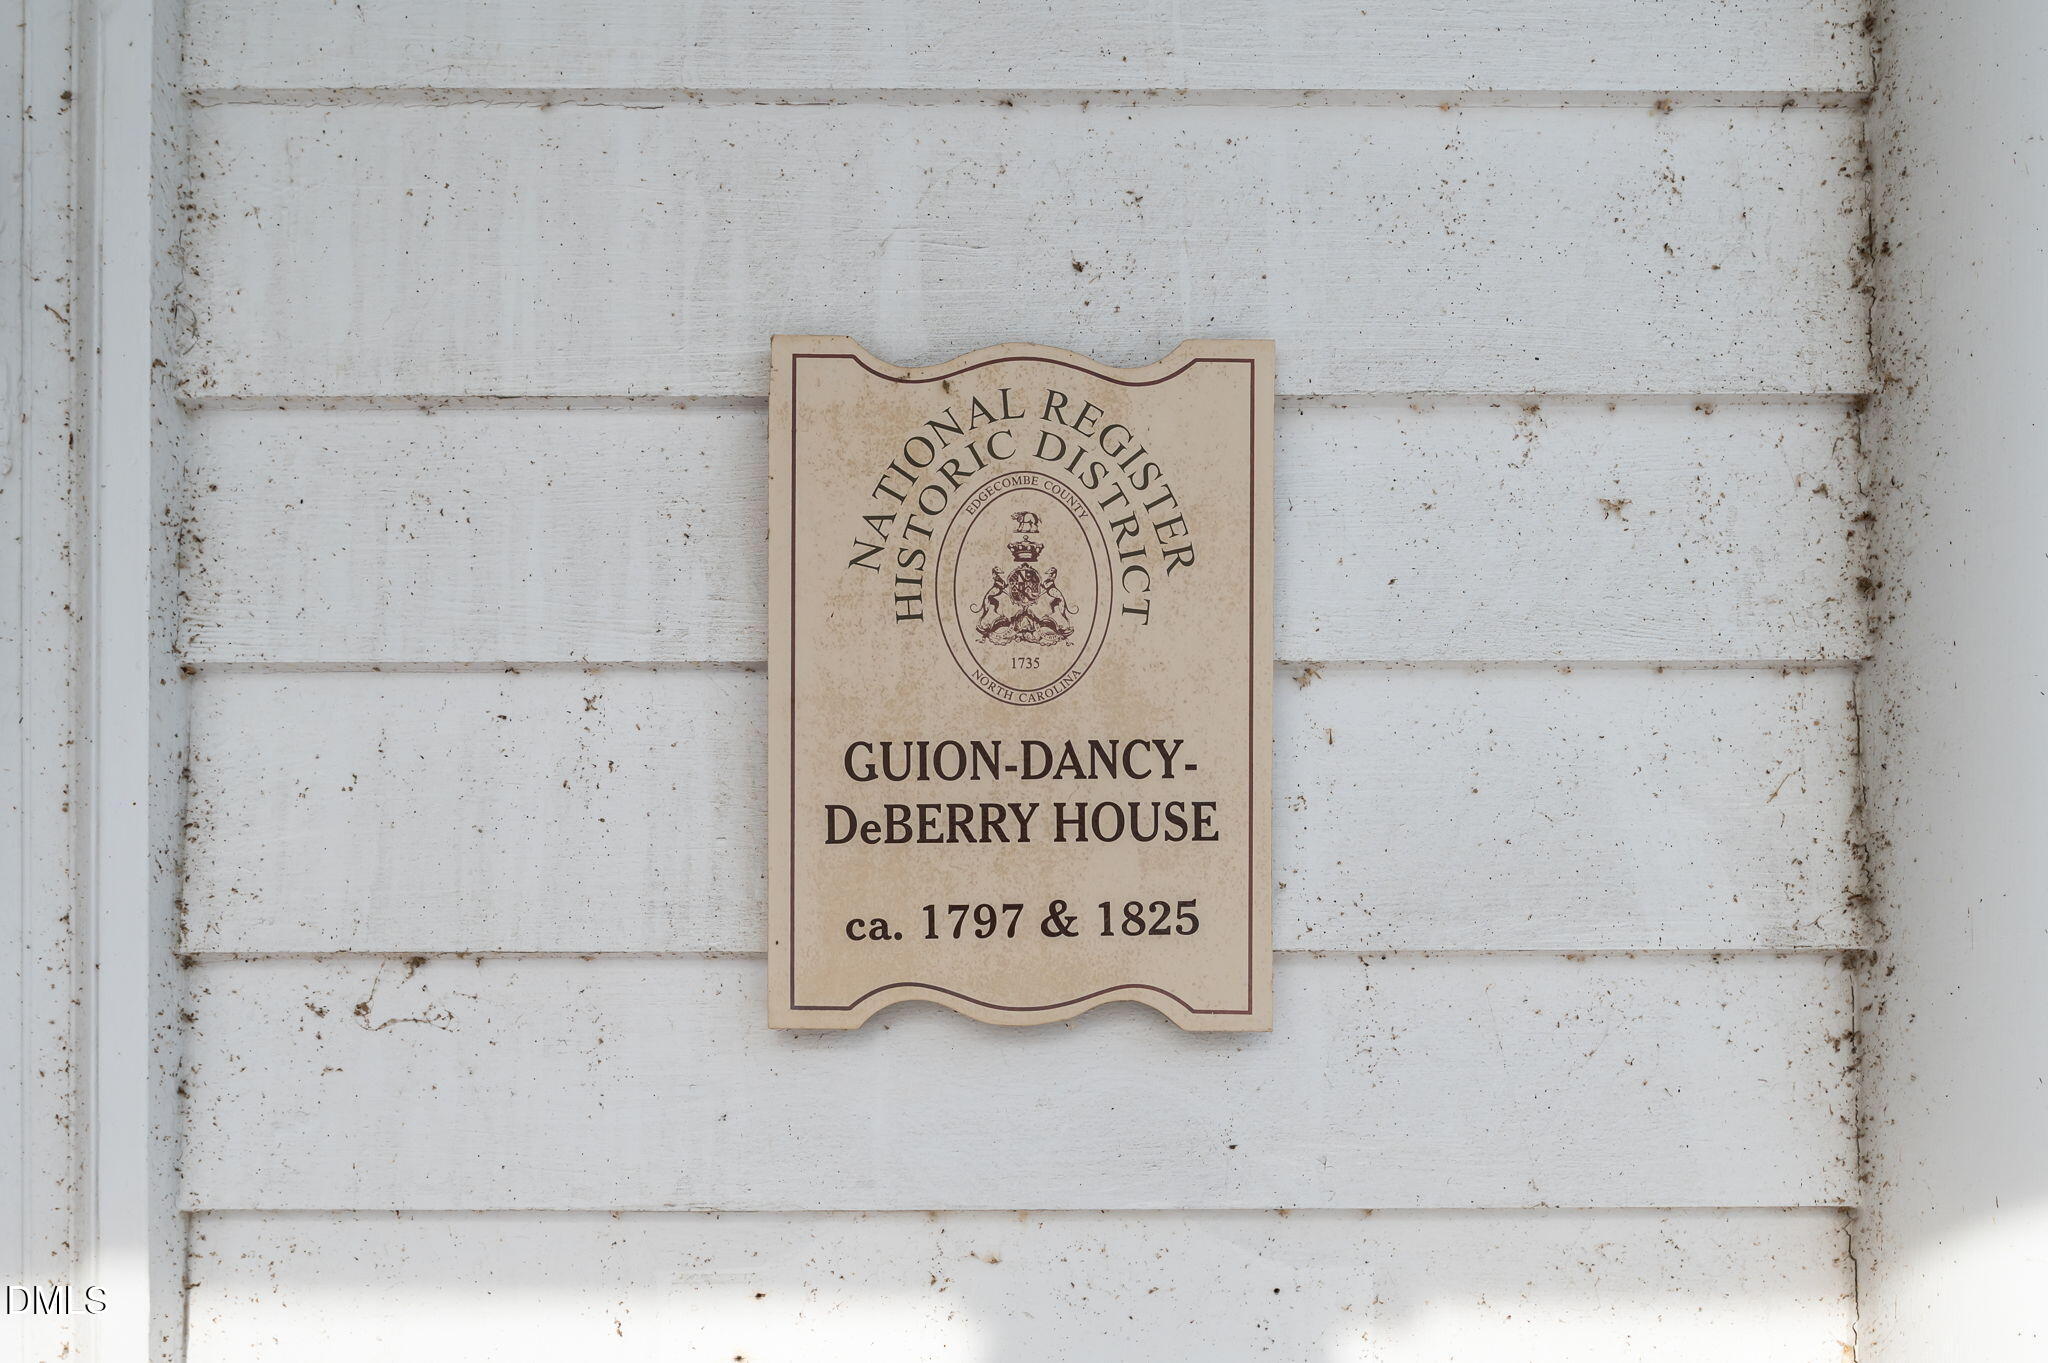 NATIONAL REGISTER
HISTORIC DISTRICT
EDGECOMBE COUNTY
1735
NORTH CAROLINA
GUION-DANCY-
DeBERRY HOUSE
ca. 1797 & 1825
DMLS